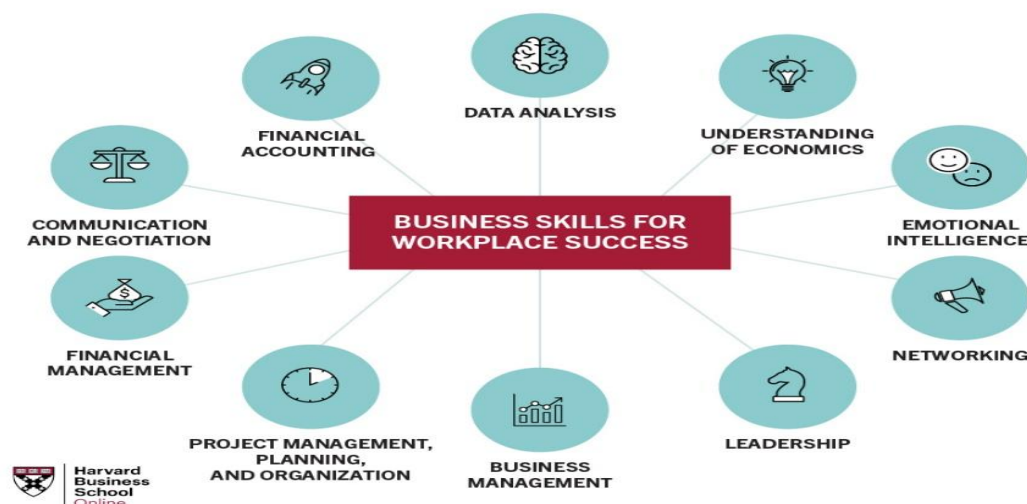 DATA ANALYSIS
FINANCIAL
ACCOUNTING
UNDERSTANDING
OF ECONOMICS
COMMUNICATION
AND NEGOTIATION
BUSINESS SKILLS FOR
WORKPLACE SUCCESS
EMOTIONAL
INTELLIGENCE
$
FINANCIAL
MANAGEMENT
NETWORKING
PROJECT MANAGEMENT,
PLANNING,
AND ORGANIZATION
BUSINESS
MANAGEMENT
LEADERSHIP
Harvard
Business
School
Online